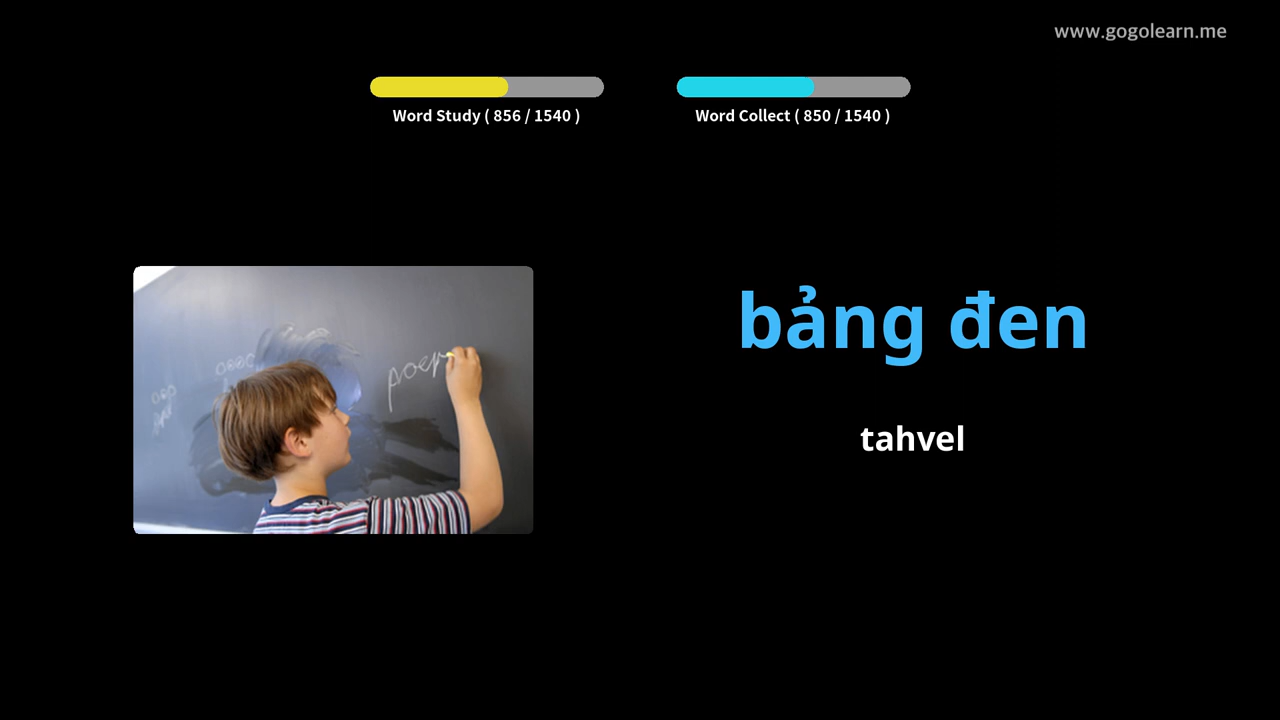 www.gogolearn.me
Word Study ( 856 / 1540 )
Word Collect ( 850 / 1540 )
bảng đen
tahvel